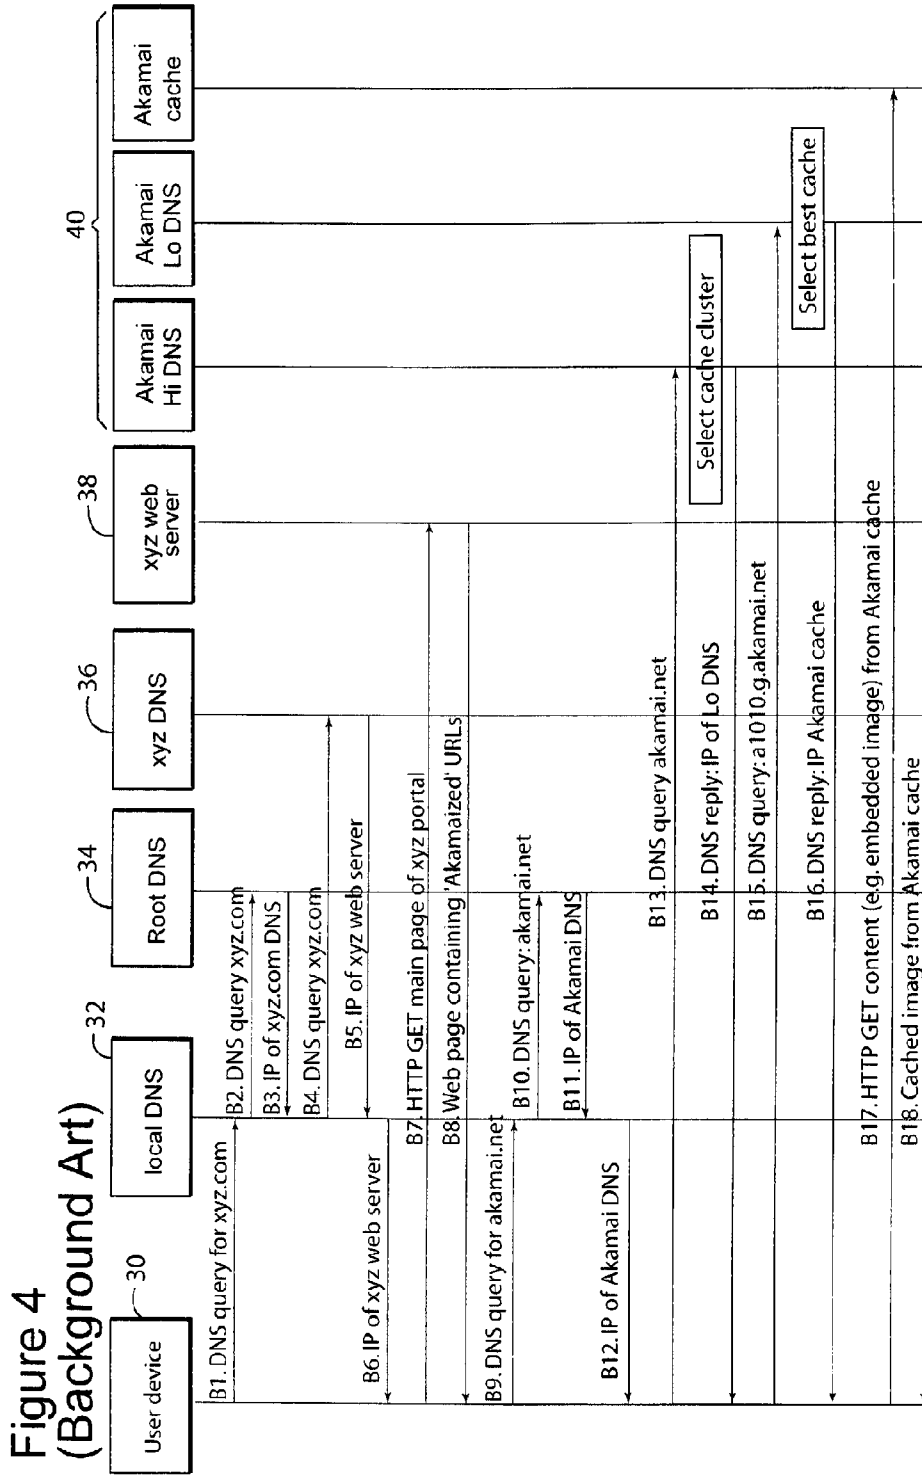 Figure 4
(Background Art)
User device
30
local DNS
32
Root DNS
34
xyz DNS
36
xyz web
server
38
40
Akamai
Hi DNS
Akamai
Lo DNS
Akamai
cache
B1. DNS query for xyz.com
B2. DNS query xyz.com
B3. IP of xyz.com DNS
B4. DNS query xyz.com
B5. IP of xyz web server
B6. IP of xyz web server
B7. HTTP GET main page of xyz portal
B8. Web page containing 'Akamaized' URLs
B9. DNS query for akamai.net
B10. DNS query: akamai.net
B11. IP of Akamai DNS
B12. IP of Akamai DNS
B13. DNS query akamai.net
Select cache cluster
B14. DNS reply: IP of Lo DNS
B15. DNS query: a1010.g.akamai.net
Select best cache
B16. DNS reply: IP Akamai cache
B17. HTTP GET content (e.g. embedded image) from Akamai cache
B18. Cached image from Akamai cache